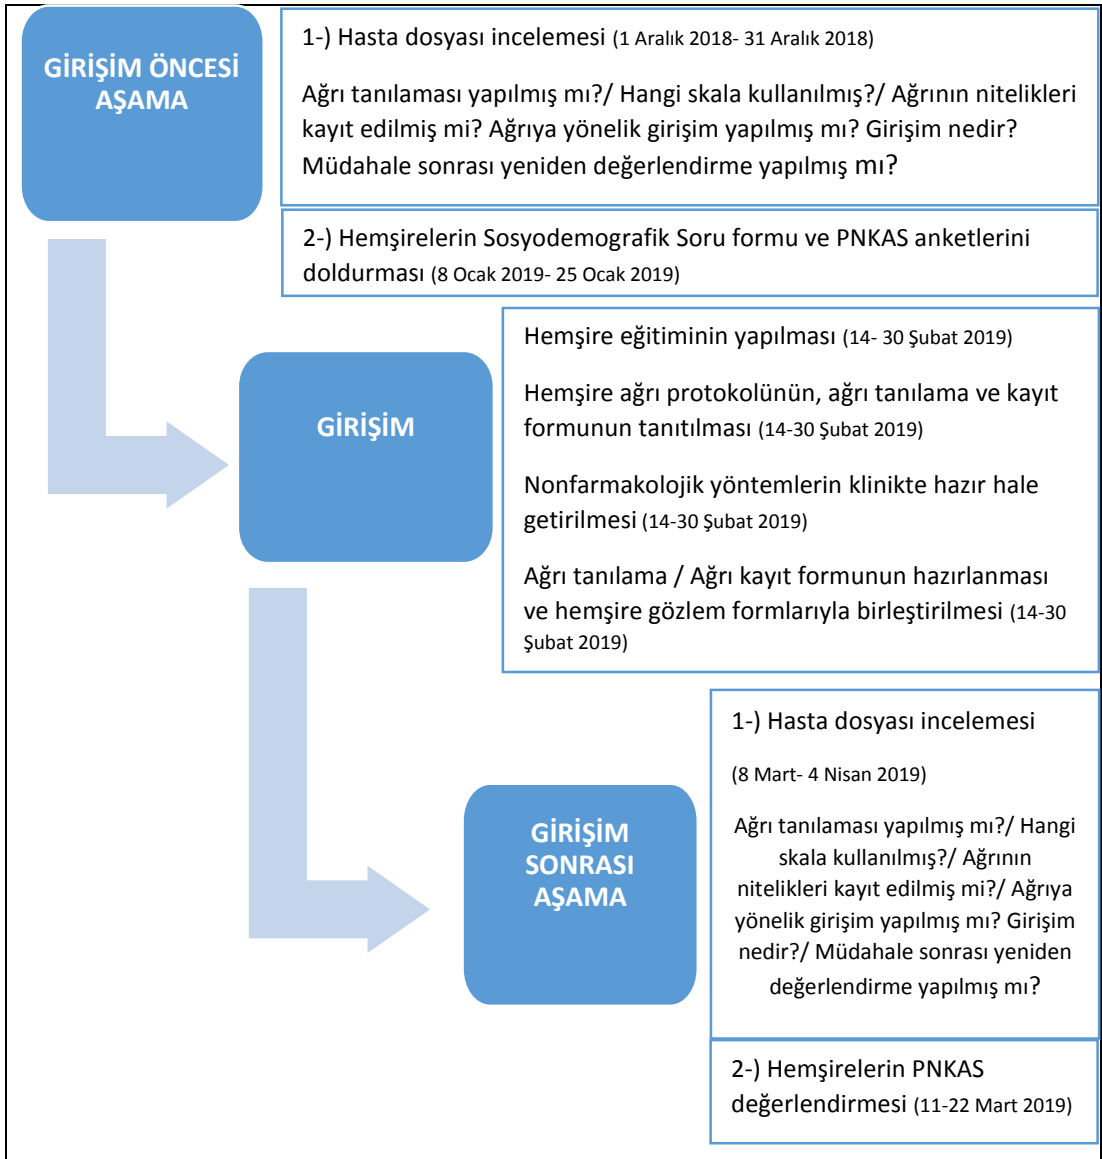 GİRİŞİM ÖNCESİ
AŞAMA
1-) Hasta dosyası incelemesi (1 Aralık 2018- 31 Aralık 2018)
Ağrı tanılaması yapılmış mı?/ Hangi skala kullanılmış?/ Ağrının nitelikleri
kayıt edilmiş mi? Ağrıya yönelik girişim yapılmış mı? Girişim nedir?
Müdahale sonrası yeniden değerlendirme yapılmış mı?
2-) Hemşirelerin Sosyodemografik Soru formu ve PNKAS anketlerini
doldurması (8 Ocak 2019- 25 Ocak 2019)
GİRİŞİM
Hemşire eğitiminin yapılması (14- 30 Şubat 2019)
Hemşire ağrı protokolünün, ağrı tanılama ve kayıt
formunun tanıtılması (14-30 Şubat 2019)
Nonfarmakolojik yöntemlerin klinikte hazır hale
getirilmesi (14-30 Şubat 2019)
Ağrı tanılama / Ağrı kayıt formunun hazırlanması
ve hemşire gözlem formlarıyla birleştirilmesi (14-30
Şubat 2019)
GİRİŞİM
SONRASI
AŞAMA
1-) Hasta dosyası incelemesi
(8 Mart- 4 Nisan 2019)
Ağrı tanılaması yapılmış mı?/ Hangi
skala kullanılmış?/ Ağrının
nitelikleri kayıt edilmiş mi?/ Ağrıya
yönelik girişim yapılmış mı? Girişim
nedir?/ Müdahale sonrası yeniden
değerlendirme yapılmış mı?
2-) Hemşirelerin PNKAS
değerlendirmesi (11-22 Mart 2019)